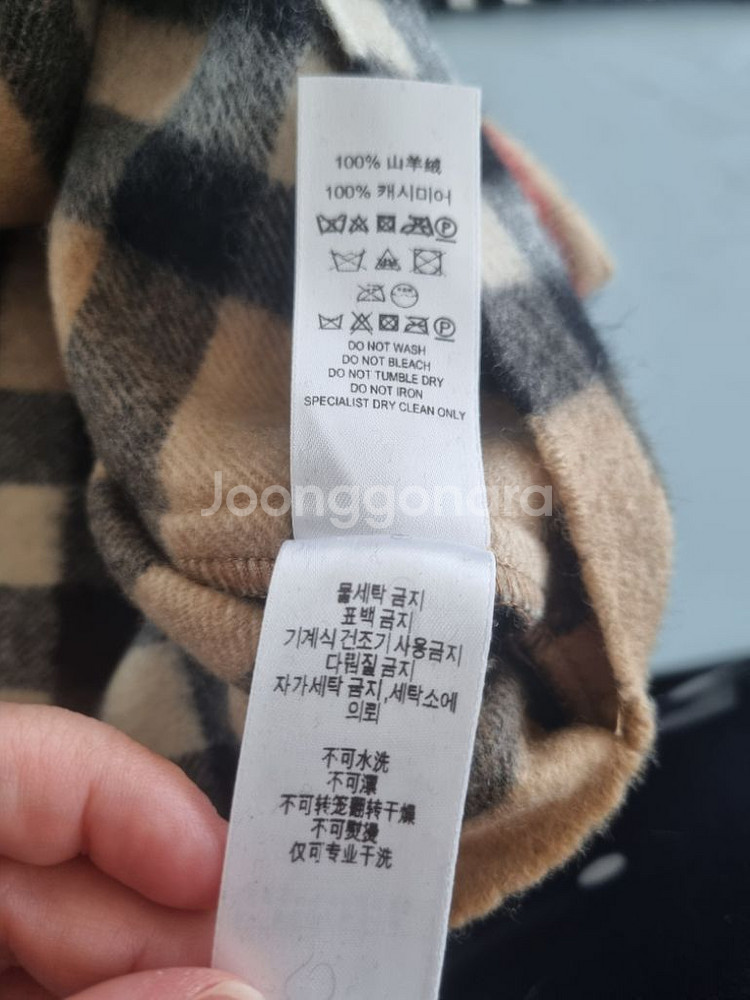 100% 山羊绒
100% 캐시미어
DO NOT WASH
DO NOT BLEACH
DO NOT TUMBLE DRY
DO NOT IRON
SPECIALIST DRY CLEAN ONLY
Joonggonara
물세탁 금지
표백 금지
기계식 건조기 사용금지
다림질 금지
자가세탁 금지,세탁소에
의뢰
不可水洗
不可漂
不可转笼翻转干燥
不可熨烫
仅可专业干洗